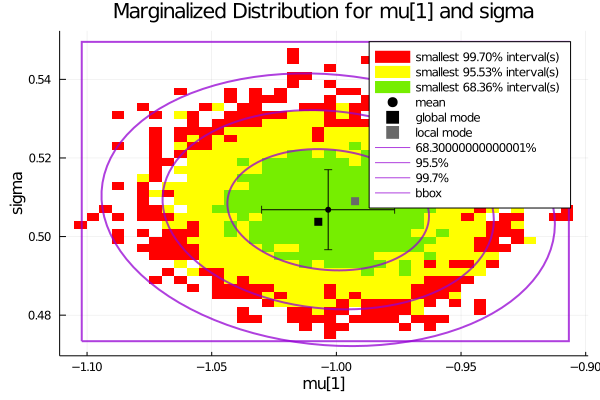 Marginalized Distribution for mu[1] and sigma
smallest 99.70% interval(s)
smallest 95.53% interval(s)
smallest 68.36% interval(s)
mean
global mode
local mode
68.30000000000001%
95.5%
99.7%
bbox
sigma
0.54
0.52
0.50
0.48
−1.10
−1.05
−1.00
−0.95
−0.90
mu[1]